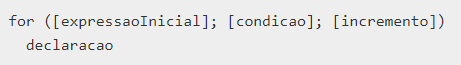 for ([expressaoInicial]; [condicao]; [incremento])
  declaracao